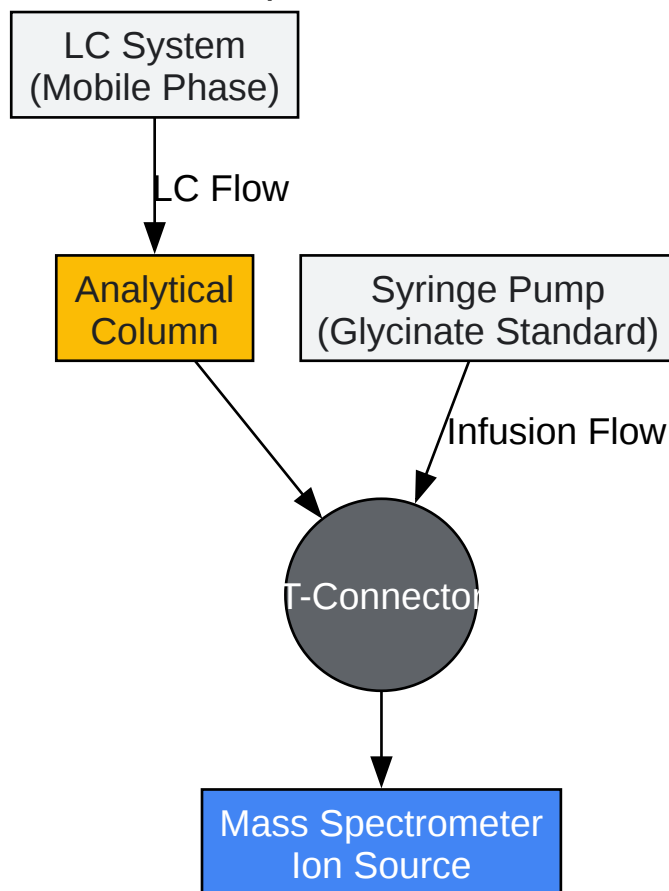 LC System
(Mobile Phase)
LC Flow
Analytical
Column
Syringe Pump
(Glycinate Standard)
Infusion Flow
T-Connector
Mass Spectrometer
Ion Source